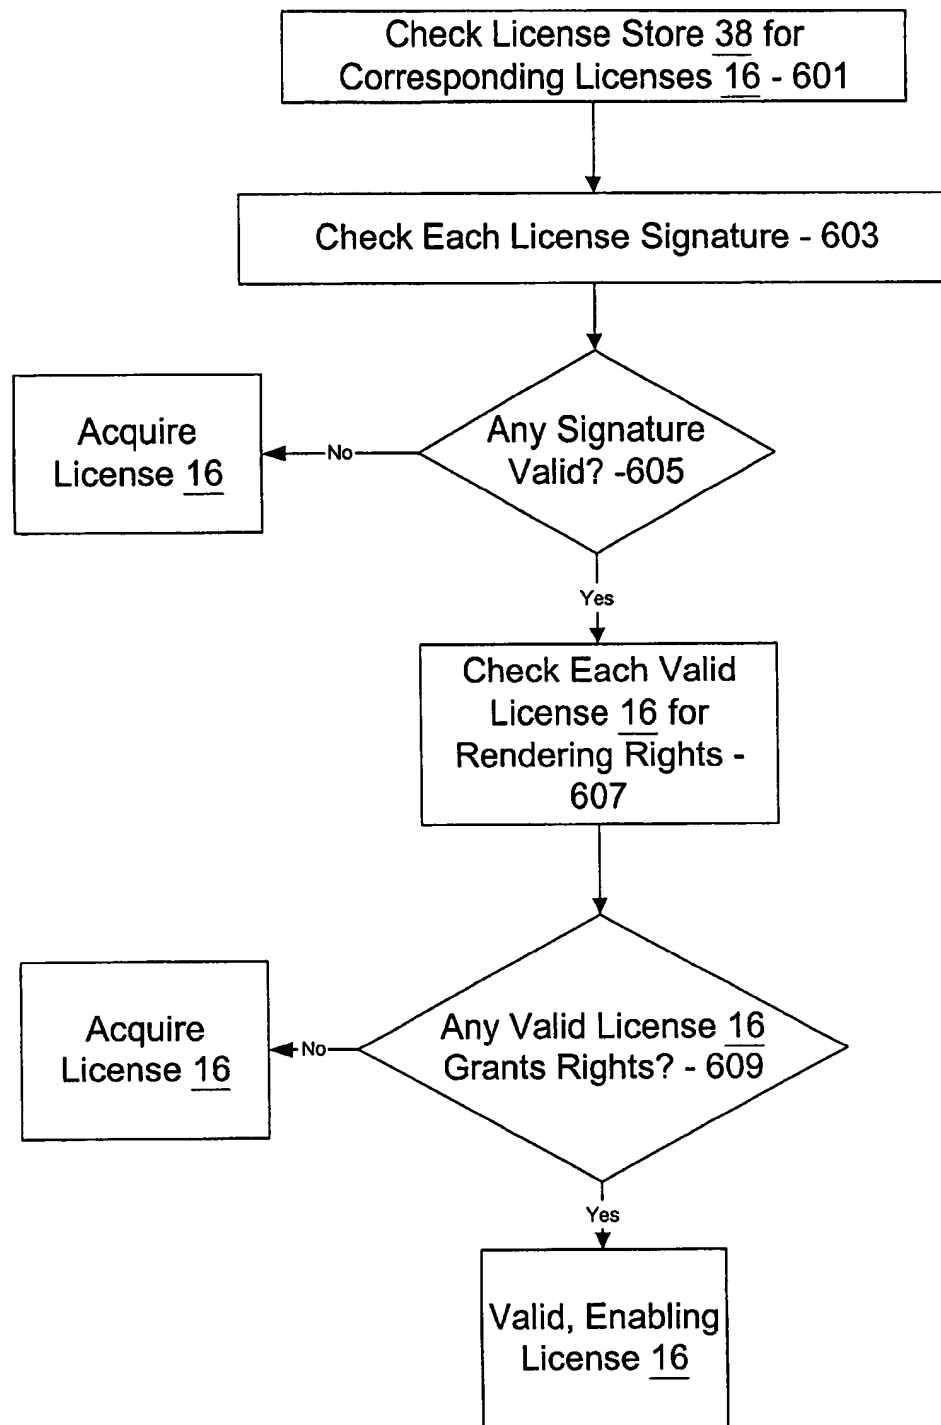 Check License Store 38 for
Corresponding Licenses 16 - 601
Check Each License Signature - 603
Any Signature
Valid? -605
No
Acquire
License 16
Yes
Check Each Valid
License 16 for
Rendering Rights -
607
Any Valid License 16
Grants Rights? - 609
No
Acquire
License 16
Yes
Valid, Enabling
License 16